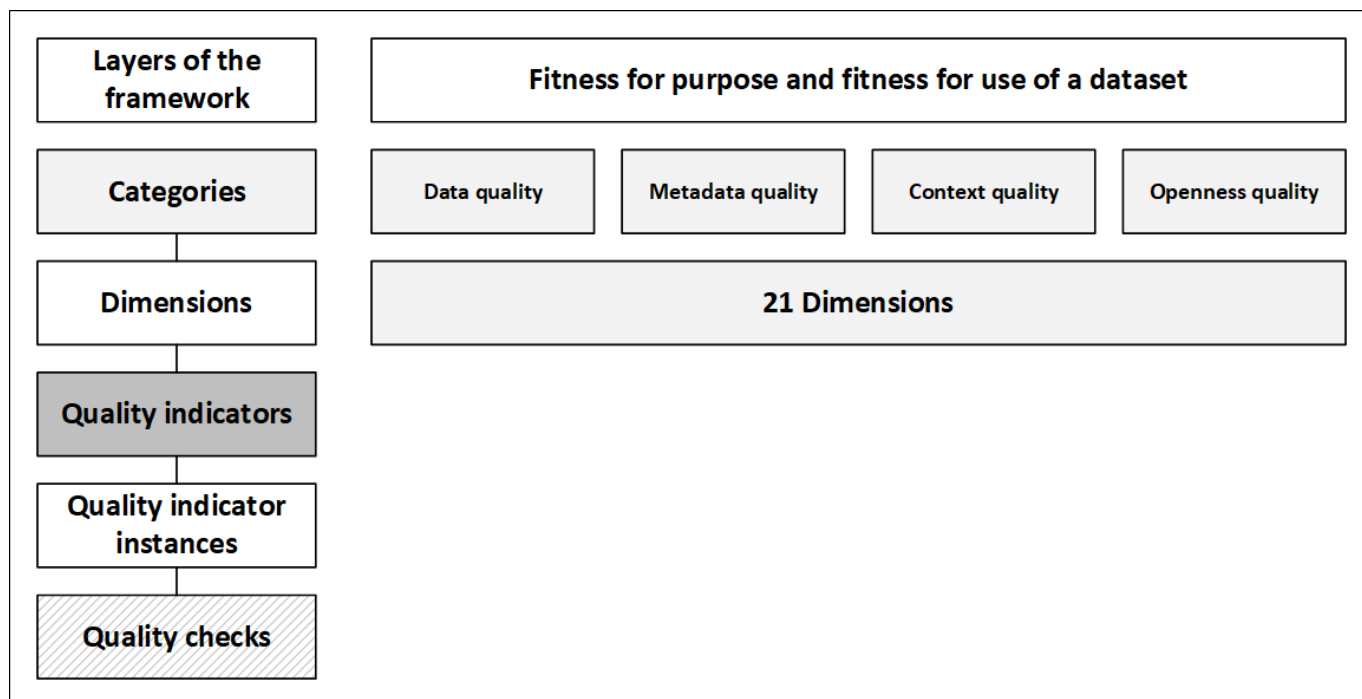 Layers of the
framework
Fitness for purpose and fitness for use of a dataset
Categories
Data quality
Metadata quality
Context quality
Openness quality
Dimensions
21 Dimensions
Quality indicators
Quality indicator
instances
Quality checks